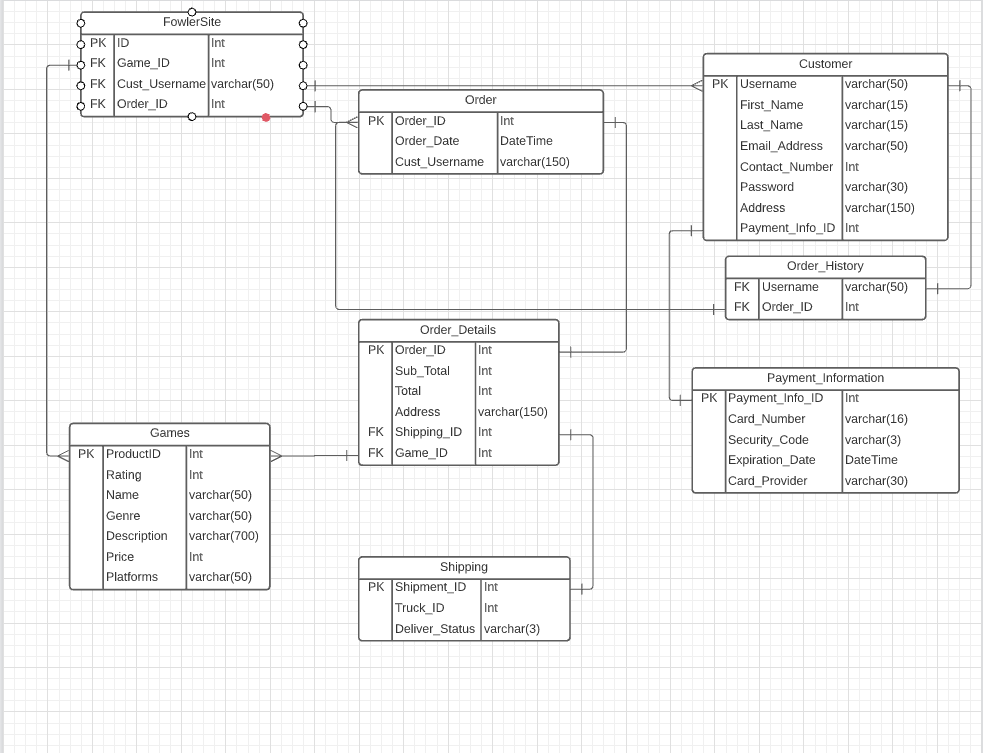 FowlerSite
PK ID Int
FK Game_ID Int
FK Cust_Username varchar(50)
FK Order_ID Int
Customer
PK Username varchar(50)
First_Name varchar(15)
Last_Name varchar(15)
Email_Address varchar(50)
Contact_Number Int
Password varchar(30)
Address varchar(150)
Payment_Info_ID Int
Order
PK Order_ID Int
Order_Date DateTime
Cust_Username varchar(150)
Order_History
FK Username varchar(50)
FK Order_ID Int
Order_Details
PK Order_ID Int
Sub_Total Int
Total Int
Address varchar(150)
FK Shipping_ID Int
FK Game_ID Int
Payment_Information
PK Payment_Info_ID Int
Card_Number varchar(16)
Security_Code varchar(3)
Expiration_Date DateTime
Card_Provider varchar(30)
Games
PK ProductID Int
Rating Int
Name varchar(50)
Genre varchar(50)
Description varchar(700)
Price Int
Platforms varchar(50)
Shipping
PK Shipment_ID Int
Truck_ID Int
Deliver_Status varchar(3)